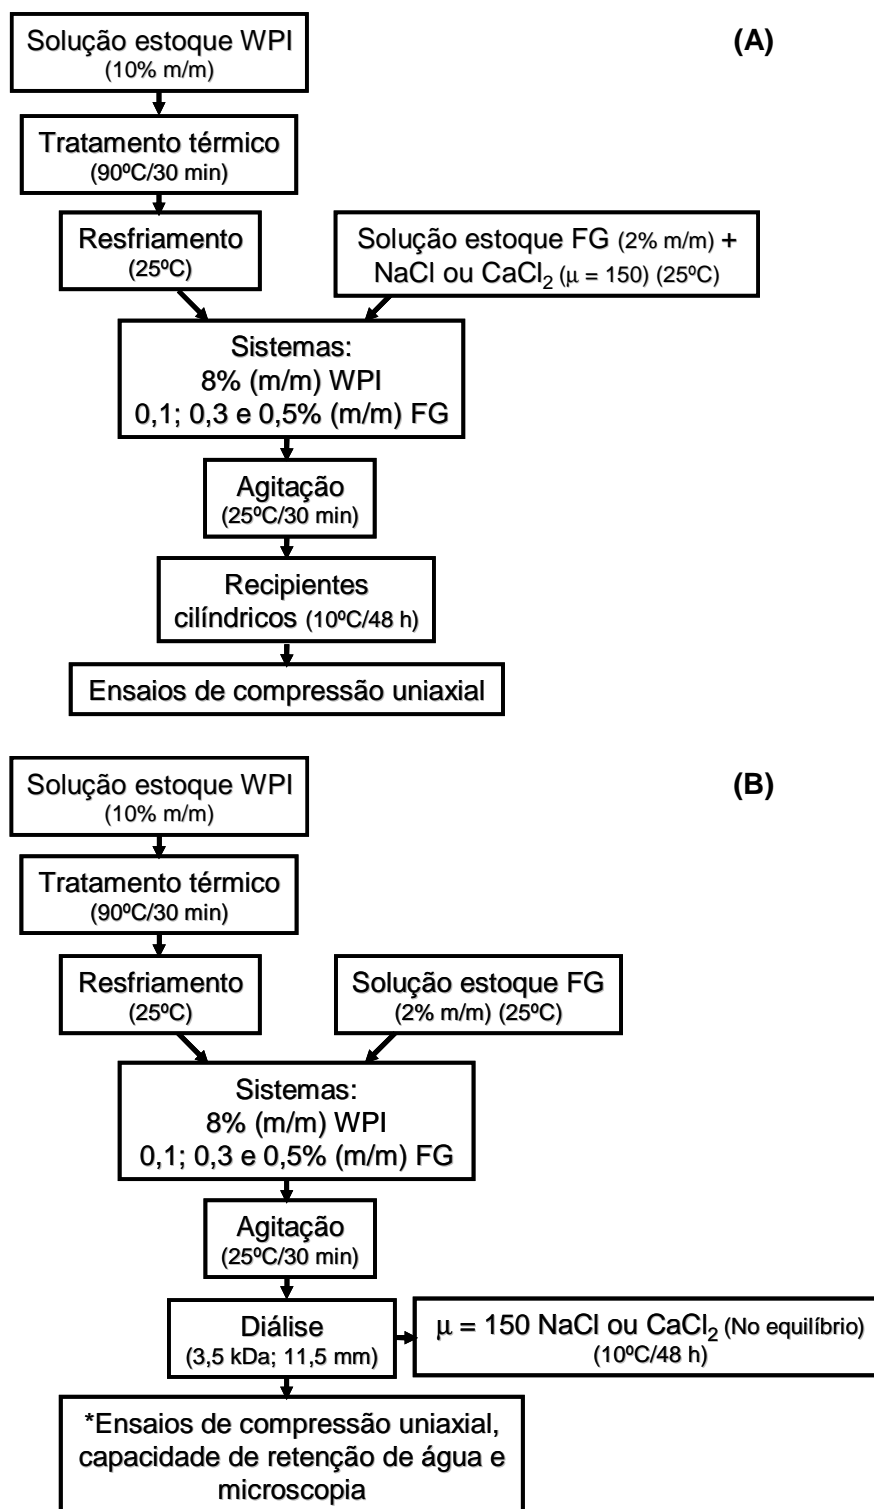 (A)
Solução estoque WPI
(10% m/m)
Tratamento térmico
(90ºC/30 min)
Resfriamento
(25ºC)
Solução estoque FG (2% m/m) +
NaCl ou CaCl₂ (μ = 150) (25ºC)
Sistemas:
8% (m/m) WPI
0,1; 0,3 e 0,5% (m/m) FG
Agitação
(25ºC/30 min)
Recipientes
cilíndricos (10ºC/48 h)
Ensaios de compressão uniaxial
(B)
Solução estoque WPI
(10% m/m)
Tratamento térmico
(90ºC/30 min)
Resfriamento
(25ºC)
Solução estoque FG
(2% m/m) (25ºC)
Sistemas:
8% (m/m) WPI
0,1; 0,3 e 0,5% (m/m) FG
Agitação
(25ºC/30 min)
Diálise
(3,5 kDa; 11,5 mm)
μ = 150 NaCl ou CaCl₂ (No equilíbrio)
(10ºC/48 h)
*Ensaios de compressão uniaxial,
capacidade de retenção de água e
microscopia